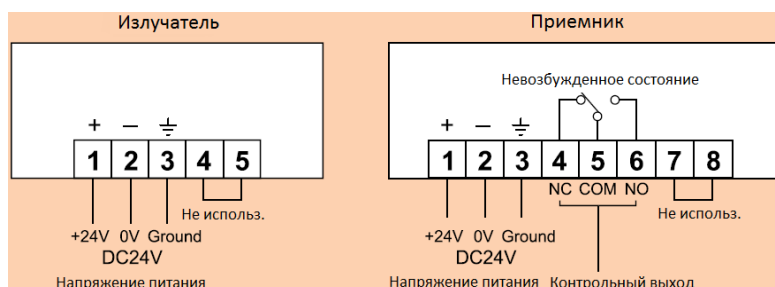 Излучатель
+ − ⏚
1 2 3 4 5
Не использ.
+24V 0V Ground
DC24V
Напряжение питания
Приемник
Невозбужденное состояние
+ − ⏚
1 2 3 4 5 6 7 8
NC COM NO
Не использ.
+24V 0V Ground
DC24V
Напряжение питания Контрольный выход